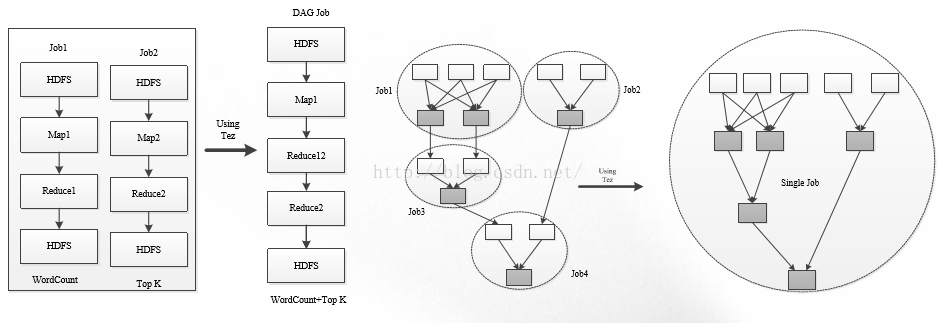 Job1
HDFS
Map1
Reduce1
HDFS
WordCount
Job2
HDFS
Map2
Reduce2
HDFS
Top K
Using
Tez
DAG Job
HDFS
Map1
Reduce12
Reduce2
HDFS
WordCount+Top K
Job1
Job2
Job3
Job4
http://blog.csdn.net/
Using
Tez
Single Job